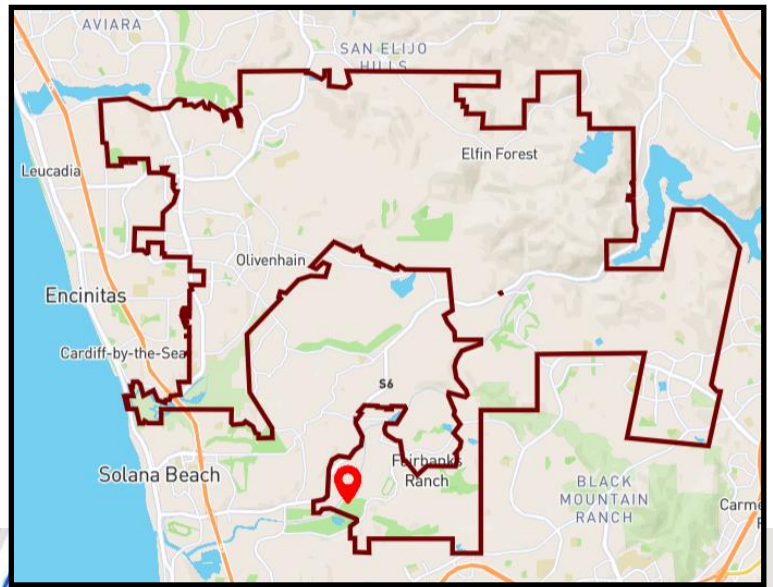 AVIARA
SAN ELIJO
HILLS
Elfin Forest
Leucadia
Olivenhain
Encinitas
Cardiff-by-the-Sea
S6
Fairbanks
Ranch
Solana Beach
BLACK
MOUNTAIN
RANCH
Carme